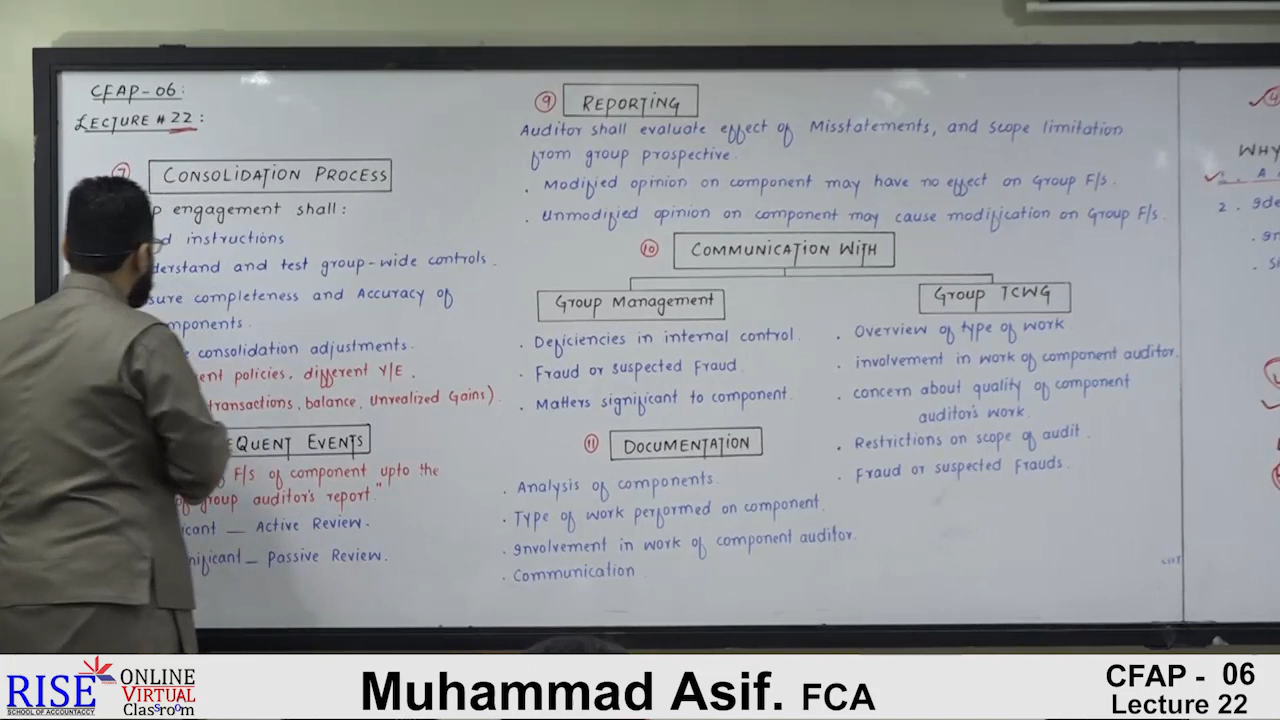 CFAP-06:
LECTURE # 22:
7
CONSOLIDATION PROCESS
engagement shall:
instructions
and test group-wide controls.
completeness and Accuracy of
consolidation adjustments.
policies, different Y/E.
transactions, balance, Unrealized Gains).
EVENTS
F/S of component upto the
group auditor's report."
— Active Review.
— Passive Review.
9 REPORTING
Auditor shall evaluate effect of Misstatements, and scope limitation
from group prospective.
. Modified opinion on component may have no effect on Group F/s.
. Unmodified opinion on component may cause modification on Group F/s.
10 COMMUNICATION WITH
Group Management
. Deficiencies in internal control.
. Fraud or suspected Fraud.
. Matters significant to component.
Group TCWG
. Overview of type of work.
. involvement in work of component auditor.
. concern about quality of component
auditor's work.
. Restrictions on scope of audit.
. Fraud or suspected Frauds.
11 DOCUMENTATION
. Analysis of components.
. Type of work performed on component.
. Involvement in work of component auditor.
. Communication
WHY
1. A
2.
RISE
SCHOOL OF ACCOUNTANCY
ONLINE
VIRTUAL
Classroom
Muhammad Asif. FCA
CFAP - 06
Lecture 22